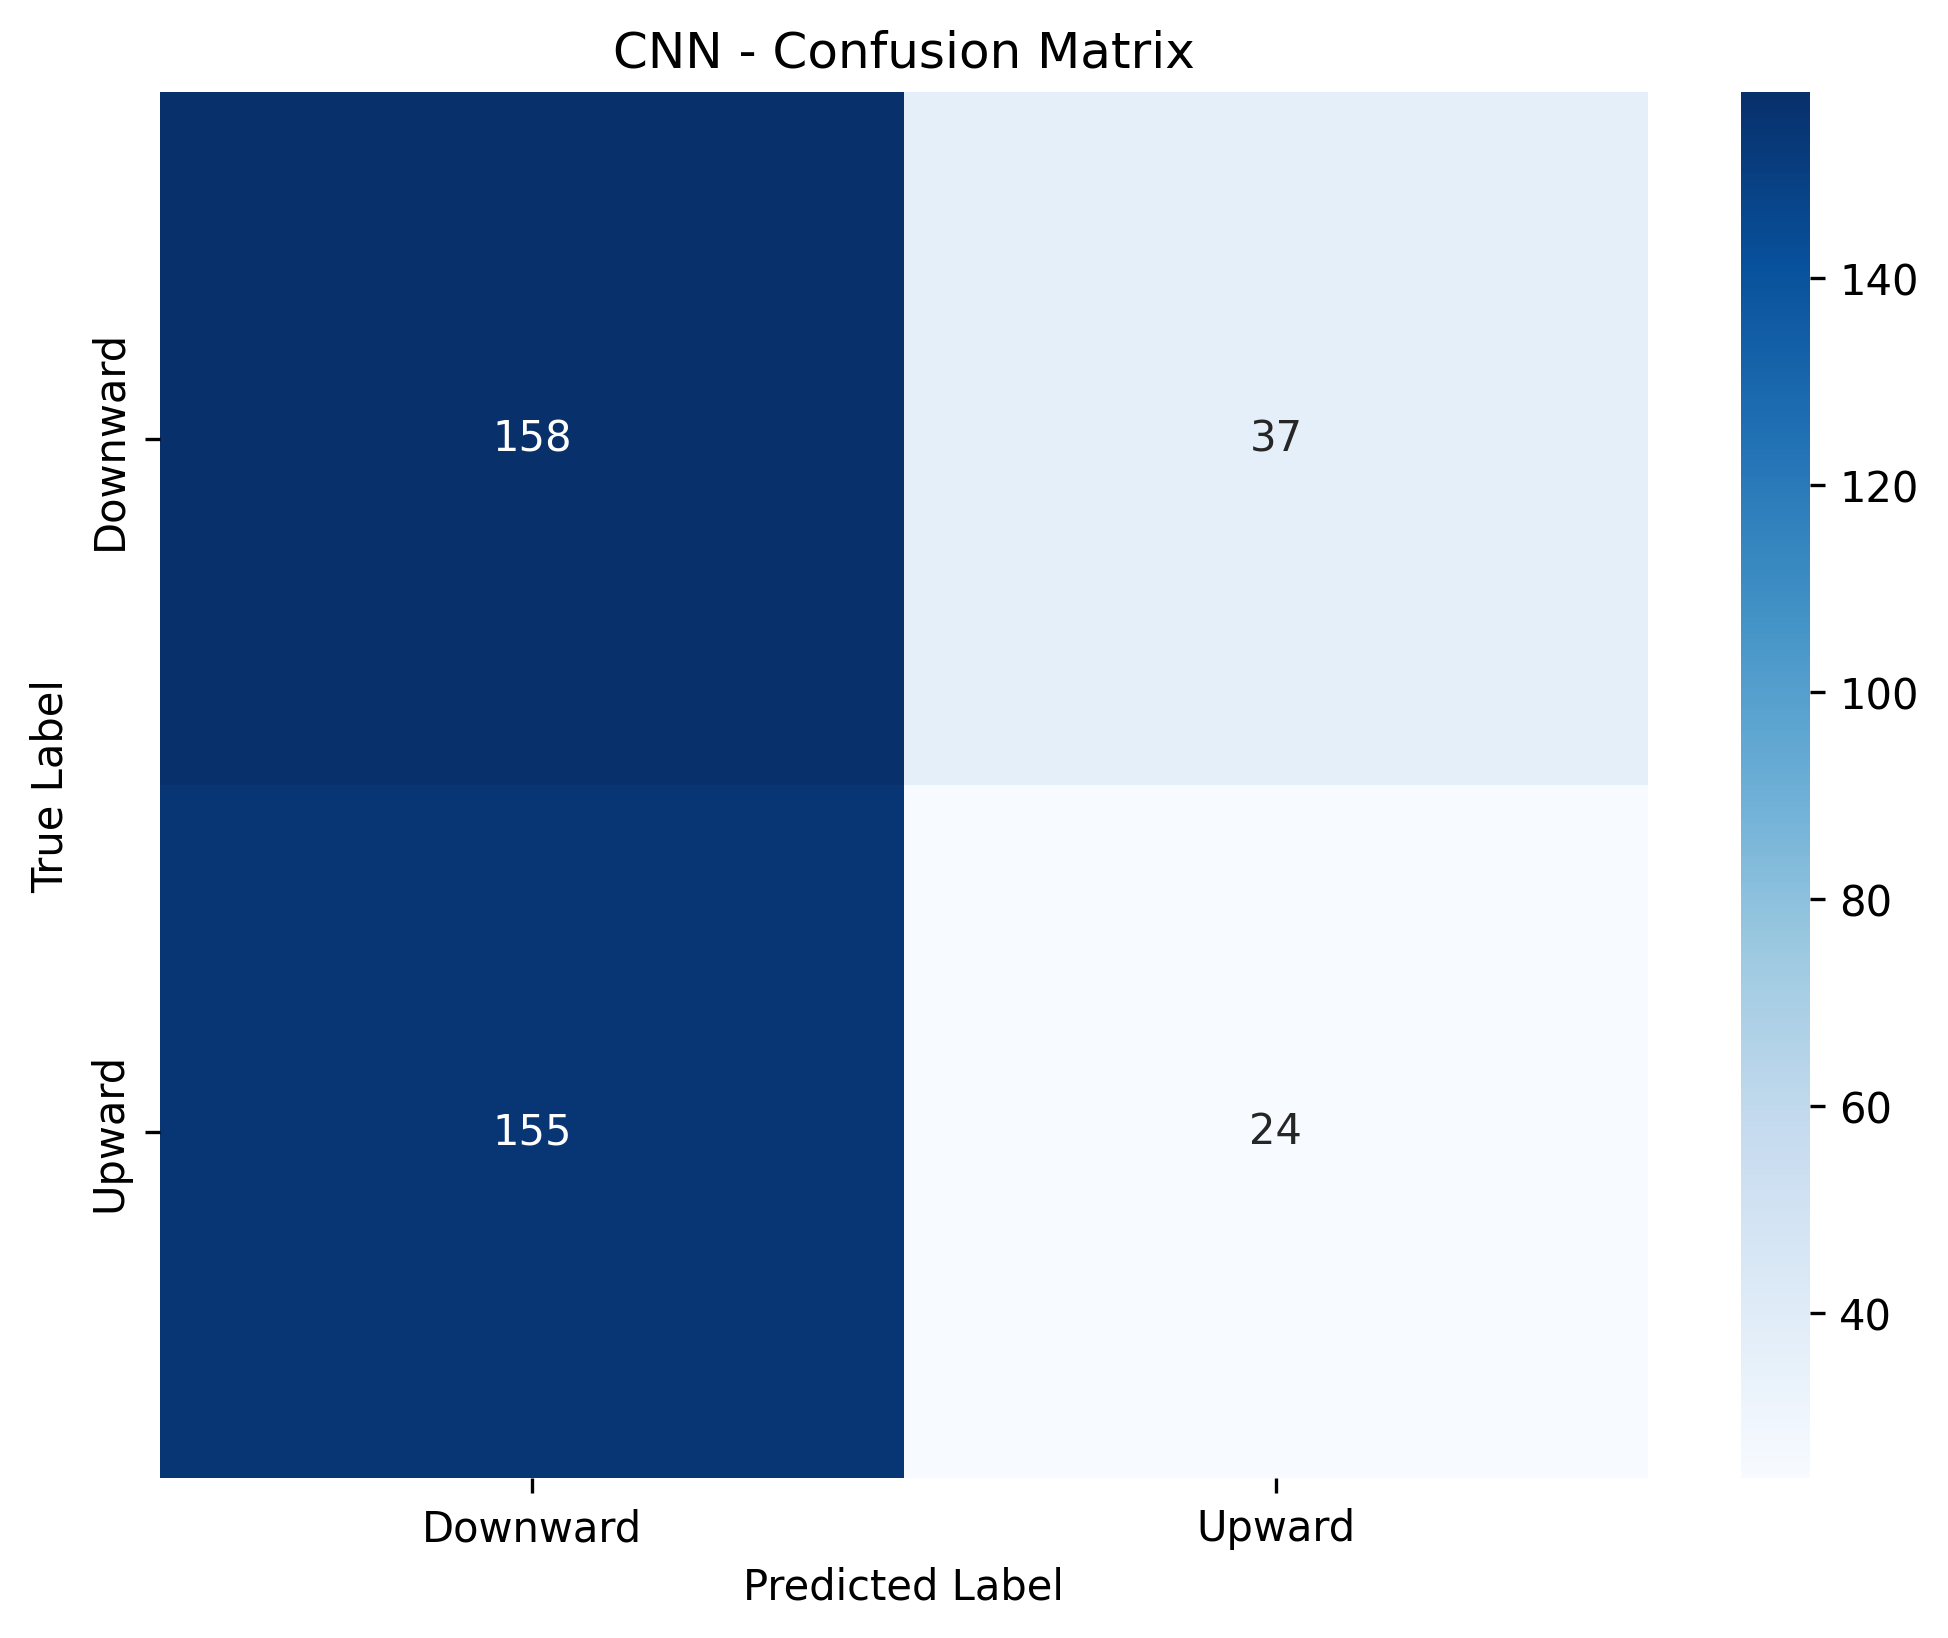 CNN - Confusion Matrix
True Label
Downward
158
37
Upward
155
24
Downward
Upward
Predicted Label
140
120
100
80
60
40